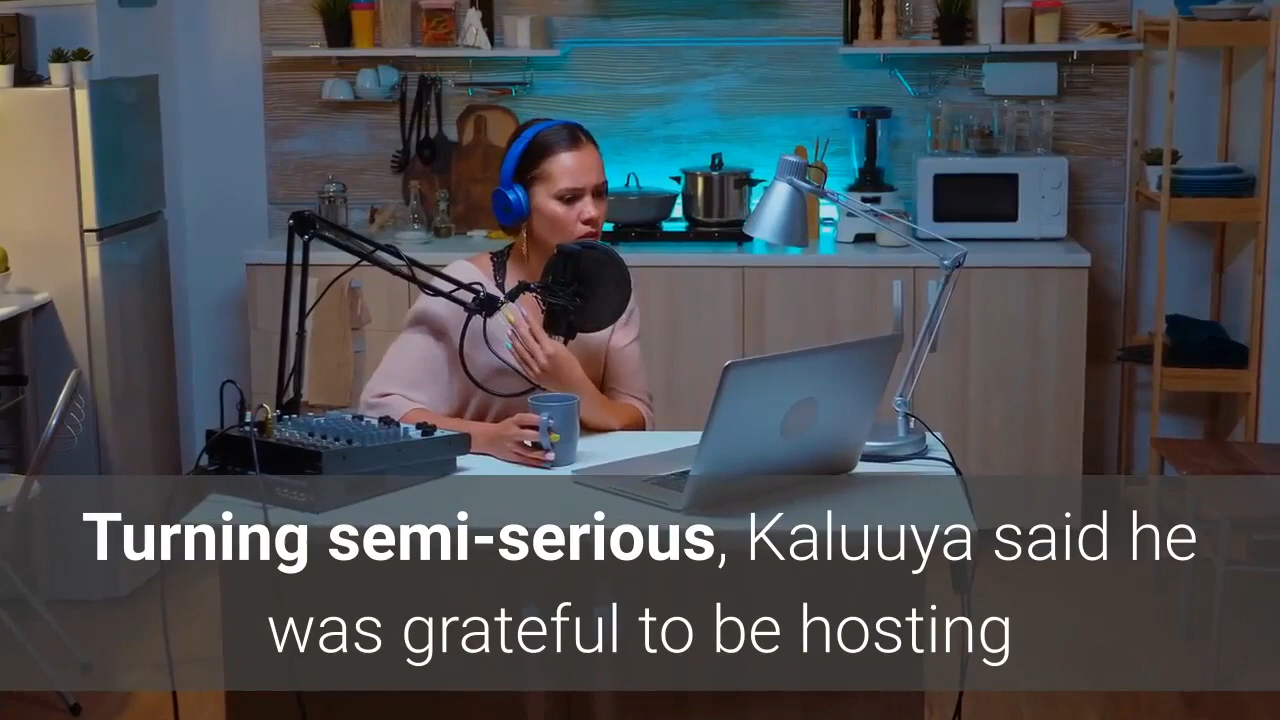 Turning semi-serious, Kaluuya said he
was grateful to be hosting